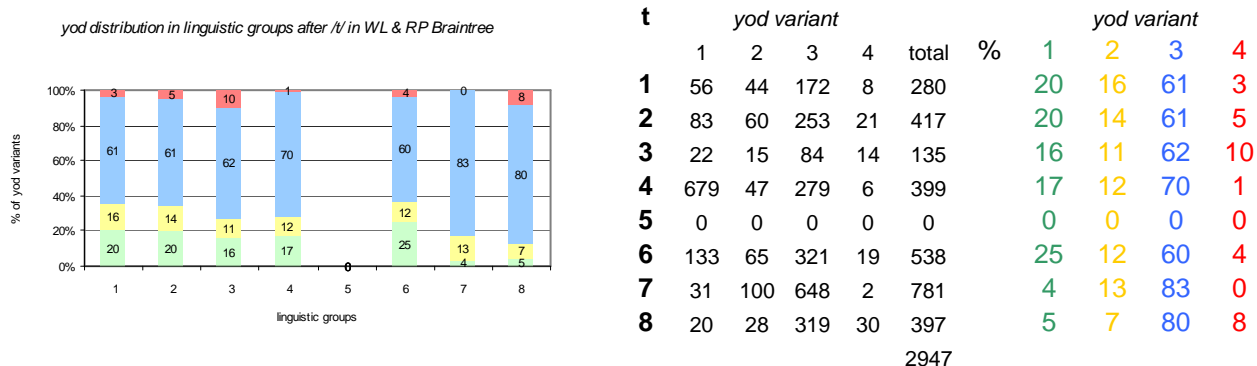 yod distribution in linguistic groups after /t/ in WL & RP Braintree
% of yod variants
100%
80%
60%
40%
20%
0%
3 5 10 1 4 0 8
61 61 62 70 60 83 80
16 14 11 12 12 13 7
20 20 16 17 0 25 4 5
1 2 3 4 5 6 7 8
linguistic groups
t yod variant yod variant
1 2 3 4 total % 1 2 3 4
1 56 44 172 8 280 20 16 61 3
2 83 60 253 21 417 20 14 61 5
3 22 15 84 14 135 16 11 62 10
4 679 47 279 6 399 17 12 70 1
5 0 0 0 0 0 0 0 0 0
6 133 65 321 19 538 25 12 60 4
7 31 100 648 2 781 4 13 83 0
8 20 28 319 30 397 5 7 80 8
2947